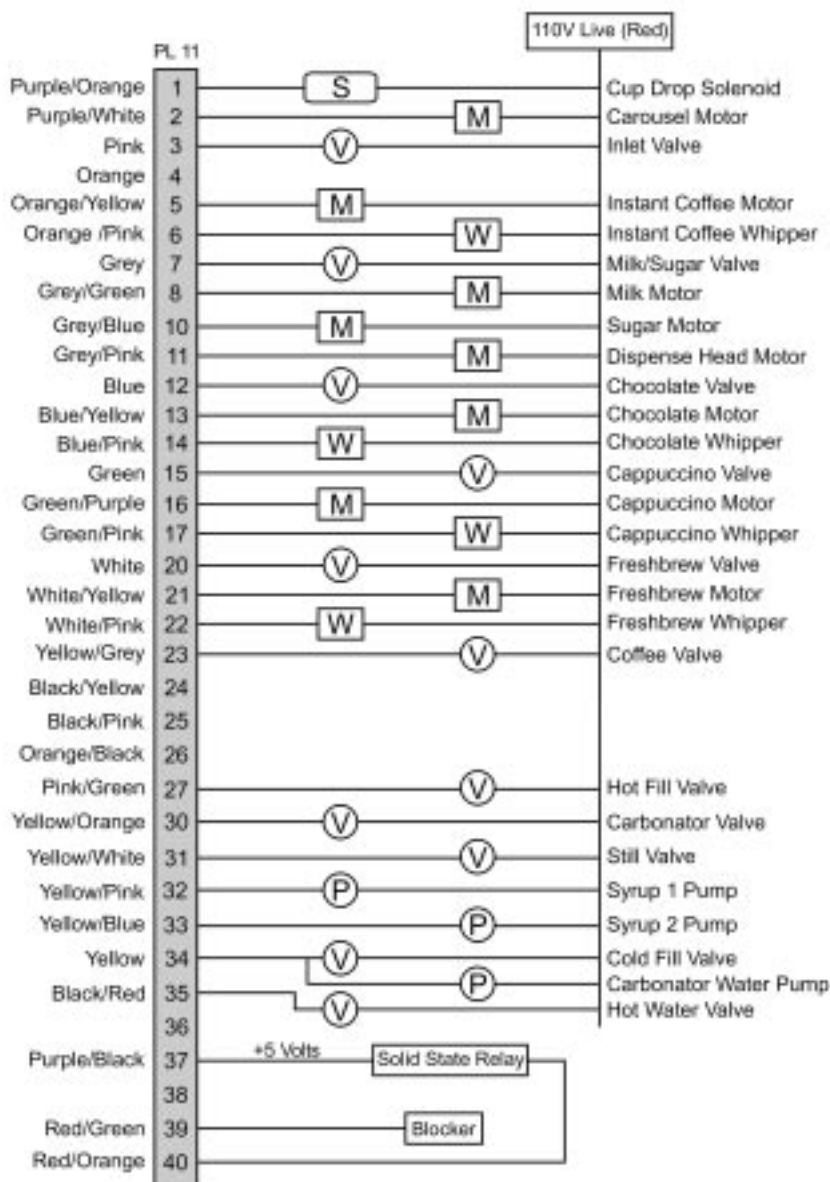 110V Live (Red)
PL 11
Purple/Orange 1 S Cup Drop Solenoid
Purple/White 2 M Carousel Motor
Pink 3 V Inlet Valve
Orange 4
Orange/Yellow 5 M Instant Coffee Motor
Orange /Pink 6 W Instant Coffee Whipper
Grey 7 V Milk/Sugar Valve
Grey/Green 8 M Milk Motor
Grey/Blue 10 M Sugar Motor
Grey/Pink 11 M Dispense Head Motor
Blue 12 V Chocolate Valve
Blue/Yellow 13 M Chocolate Motor
Blue/Pink 14 W Chocolate Whipper
Green 15 V Cappuccino Valve
Green/Purple 16 M Cappuccino Motor
Green/Pink 17 W Cappuccino Whipper
White 20 V Freshbrew Valve
White/Yellow 21 M Freshbrew Motor
White/Pink 22 W Freshbrew Whipper
Yellow/Grey 23 V Coffee Valve
Black/Yellow 24
Black/Pink 25
Orange/Black 26
Pink/Green 27 V Hot Fill Valve
Yellow/Orange 30 V Carbonator Valve
Yellow/White 31 V Still Valve
Yellow/Pink 32 P Syrup 1 Pump
Yellow/Blue 33 P Syrup 2 Pump
Yellow 34 V Cold Fill Valve
P Carbonator Water Pump
Black/Red 35 V Hot Water Valve
36
Purple/Black 37 +5 Volts Solid State Relay
38
Red/Green 39 Blocker
Red/Orange 40